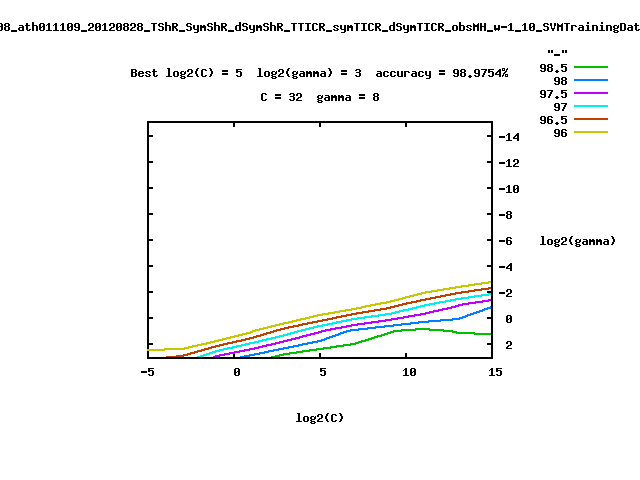 08_ath011109_20120828_TShR_SymShR_dSymShR_TTICR_symTICR_dSymTICR_obsMH_w-1_10_SVMTrainingDat
"-"
Best log2(C) = 5 log2(gamma) = 3 accuracy = 98.9754%
C = 32 gamma = 8
98.5
98
97.5
97
96.5
96
-14
-12
-10
-8
-6
-4
-2
0
2
log2(gamma)
-5 0 5 10 15
log2(C)